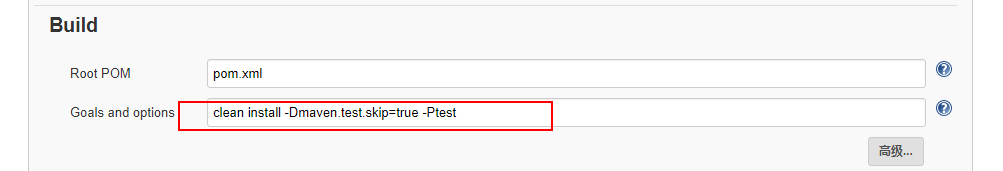 Build
Root POM
pom.xml
Goals and options
clean install -Dmaven.test.skip=true -Ptest
高级...